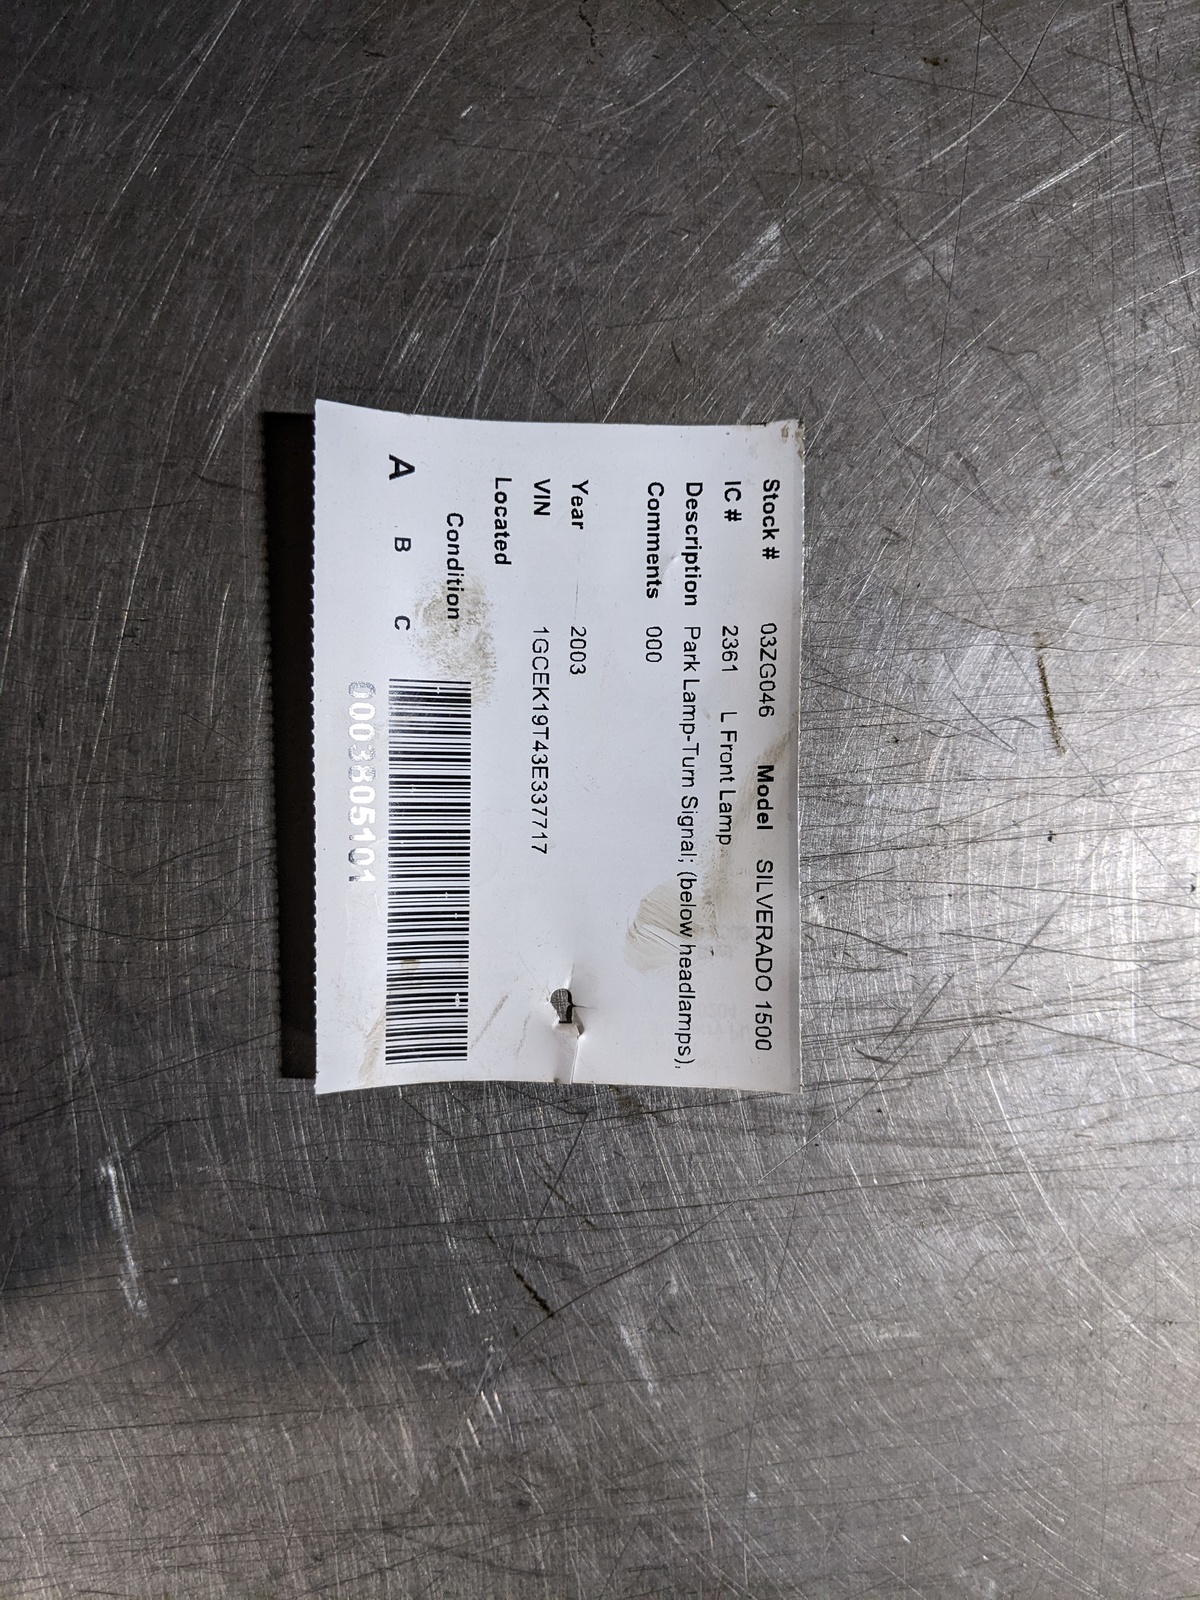 Stock # 03ZG046 Model SILVERADO 1500
IC # 2361 L Front Lamp
Description Park Lamp-Turn Signal; (below headlamps),
Comments 000
Year 2003
VIN 1GCEK19T43E337717
Located
Condition
A B C
0003805101